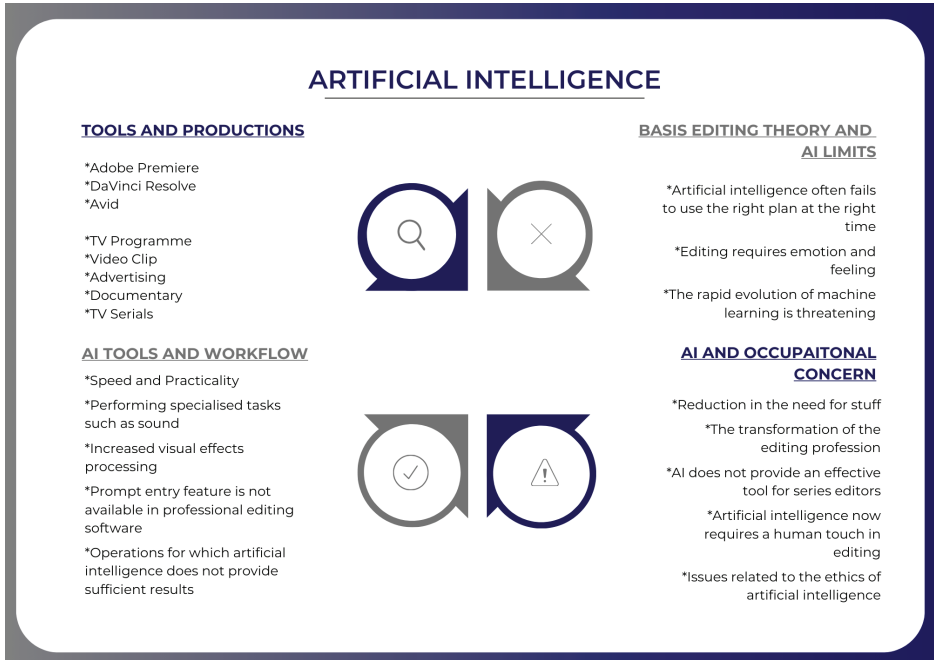 ARTIFICIAL INTELLIGENCE
TOOLS AND PRODUCTIONS
*Adobe Premiere
*DaVinci Resolve
*Avid
*TV Programme
*Video Clip
*Advertising
*Documentary
*TV Serials
BASIS EDITING THEORY AND
AI LIMITS
*Artificial intelligence often fails
to use the right plan at the right
time
*Editing requires emotion and
feeling
*The rapid evolution of machine
learning is threatening
AI TOOLS AND WORKFLOW
*Speed and Practicality
*Performing specialised tasks
such as sound
*Increased visual effects
processing
*Prompt entry feature is not
available in professional editing
software
*Operations for which artificial
intelligence does not provide
sufficient results
AI AND OCCUPAITONAL
CONCERN
*Reduction in the need for stuff
*The transformation of the
editing profession
*AI does not provide an effective
tool for series editors
*Artificial intelligence now
requires a human touch in
editing
*Issues related to the ethics of
artificial intelligence